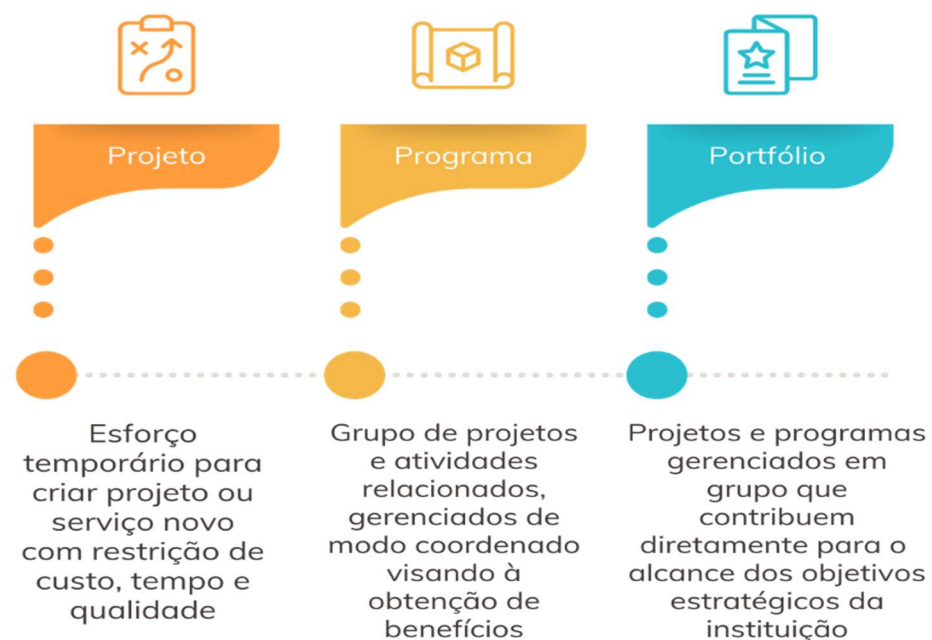 Projeto
Programa
Portfólio
Esforço
temporário para
criar projeto ou
serviço novo
com restrição de
custo, tempo e
qualidade
Grupo de projetos
e atividades
relacionados,
gerenciados de
modo coordenado
visando à
obtenção de
benefícios
Projetos e programas
gerenciados em
grupo que
contribuem
diretamente para o
alcance dos objetivos
estratégicos da
instituição